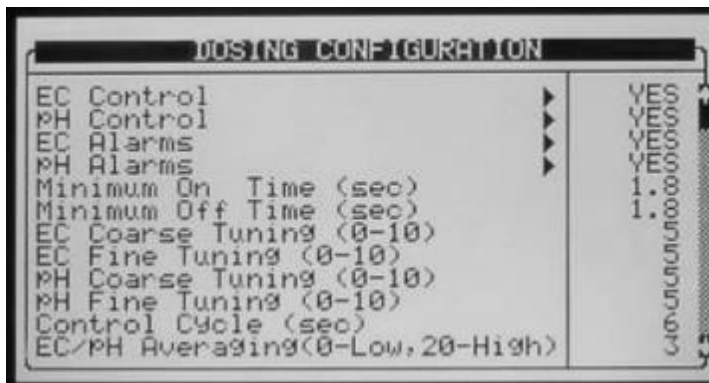 DOSING CONFIGURATION
EC Control YES
pH Control YES
EC Alarms YES
pH Alarms YES
Minimum On Time (sec) 1.8
Minimum Off Time (sec) 1.8
EC Coarse Tuning (0-10) 5
EC Fine Tuning (0-10) 5
pH Coarse Tuning (0-10) 5
pH Fine Tuning (0-10) 5
Control Cycle (sec) 6
EC/pH Averaging(0-Low,20-High) 3